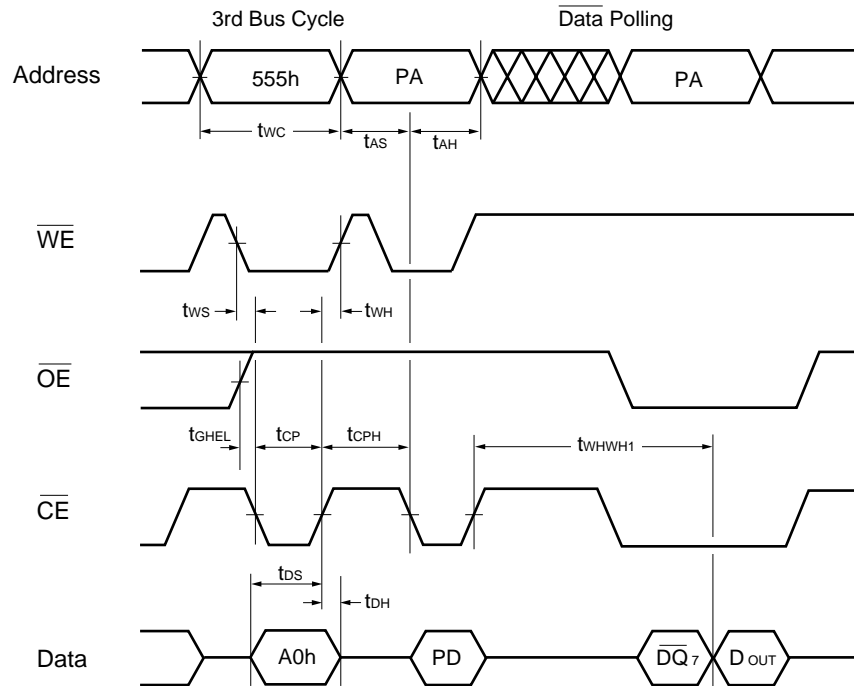 3rd Bus Cycle
Data Polling
Address
555h
PA
PA
tWC
tAS
tAH
WE
tWS
tWH
OE
tGHEL
tCP
tCPH
tWHWH1
CE
tDS
tDH
Data
A0h
PD
DQ7
DOUT